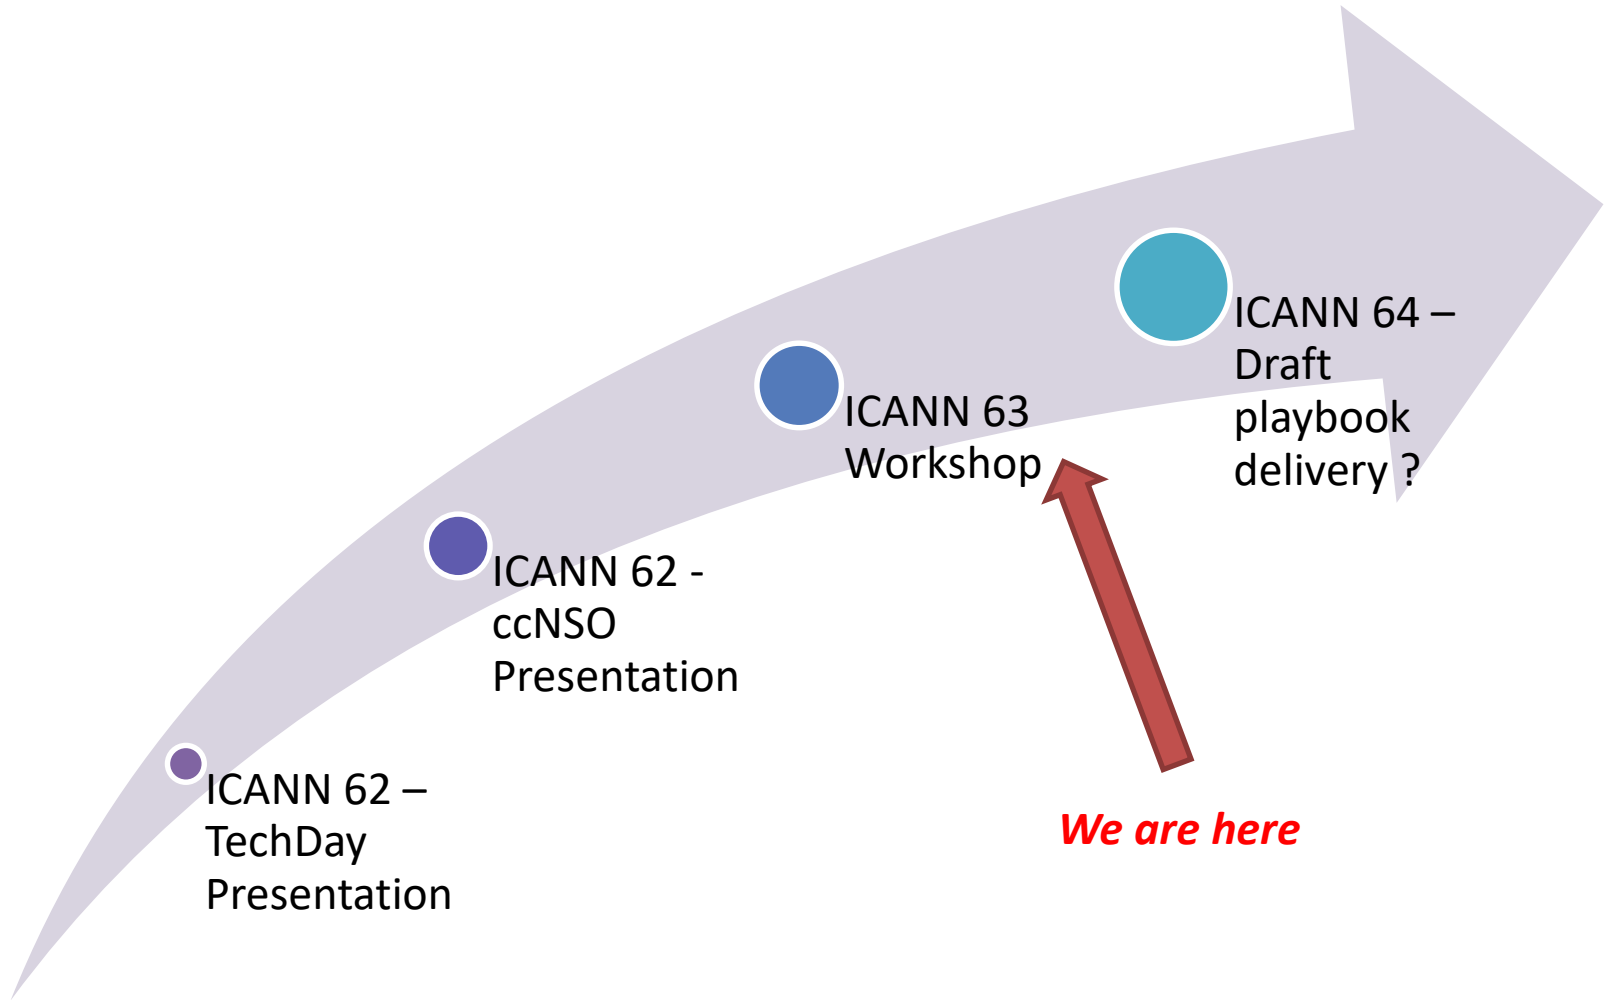 ICANN 62 –
TechDay
Presentation
ICANN 62 -
ccNSO
Presentation
ICANN 63
Workshop
ICANN 64 –
Draft
playbook
delivery ?
We are here